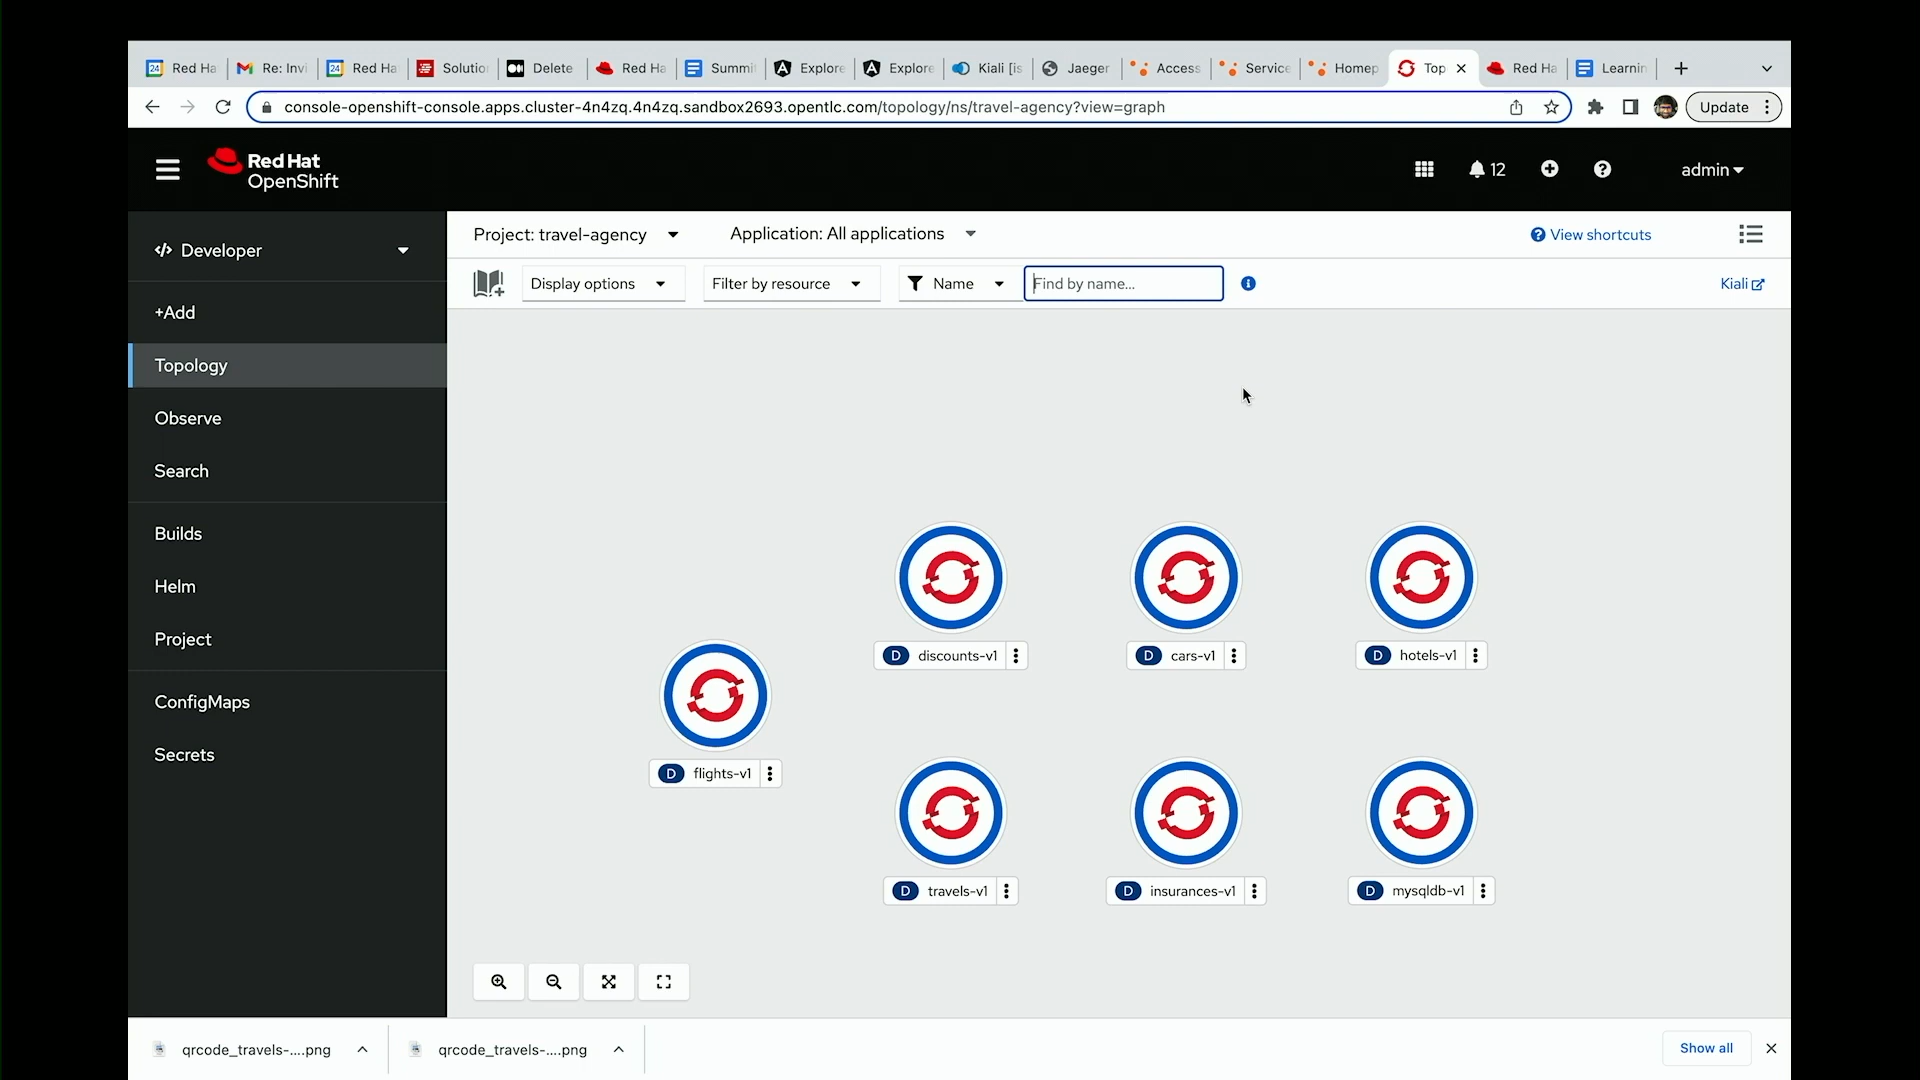 Red Ha
Re: Invi
Red Ha
Solutio
Delete
Red Ha
Summi
Explore
Explore
Kiali [is
Jaeger
Access
Service
Homep
Top
Red Ha
Learnin
console-openshift-console.apps.cluster-4n4zq.4n4zq.sandbox2693.opentlc.com/topology/ns/travel-agency?view=graph
Update
Red Hat
OpenShift
12
admin
Developer
+Add
Topology
Observe
Search
Builds
Helm
Project
ConfigMaps
Secrets
Project: travel-agency
Application: All applications
View shortcuts
Display options
Filter by resource
Name
Find by name...
Kiali
D discounts-v1
D cars-v1
D hotels-v1
D flights-v1
D travels-v1
D insurances-v1
D mysqldb-v1
qrcode_travels-....png
qrcode_travels-....png
Show all